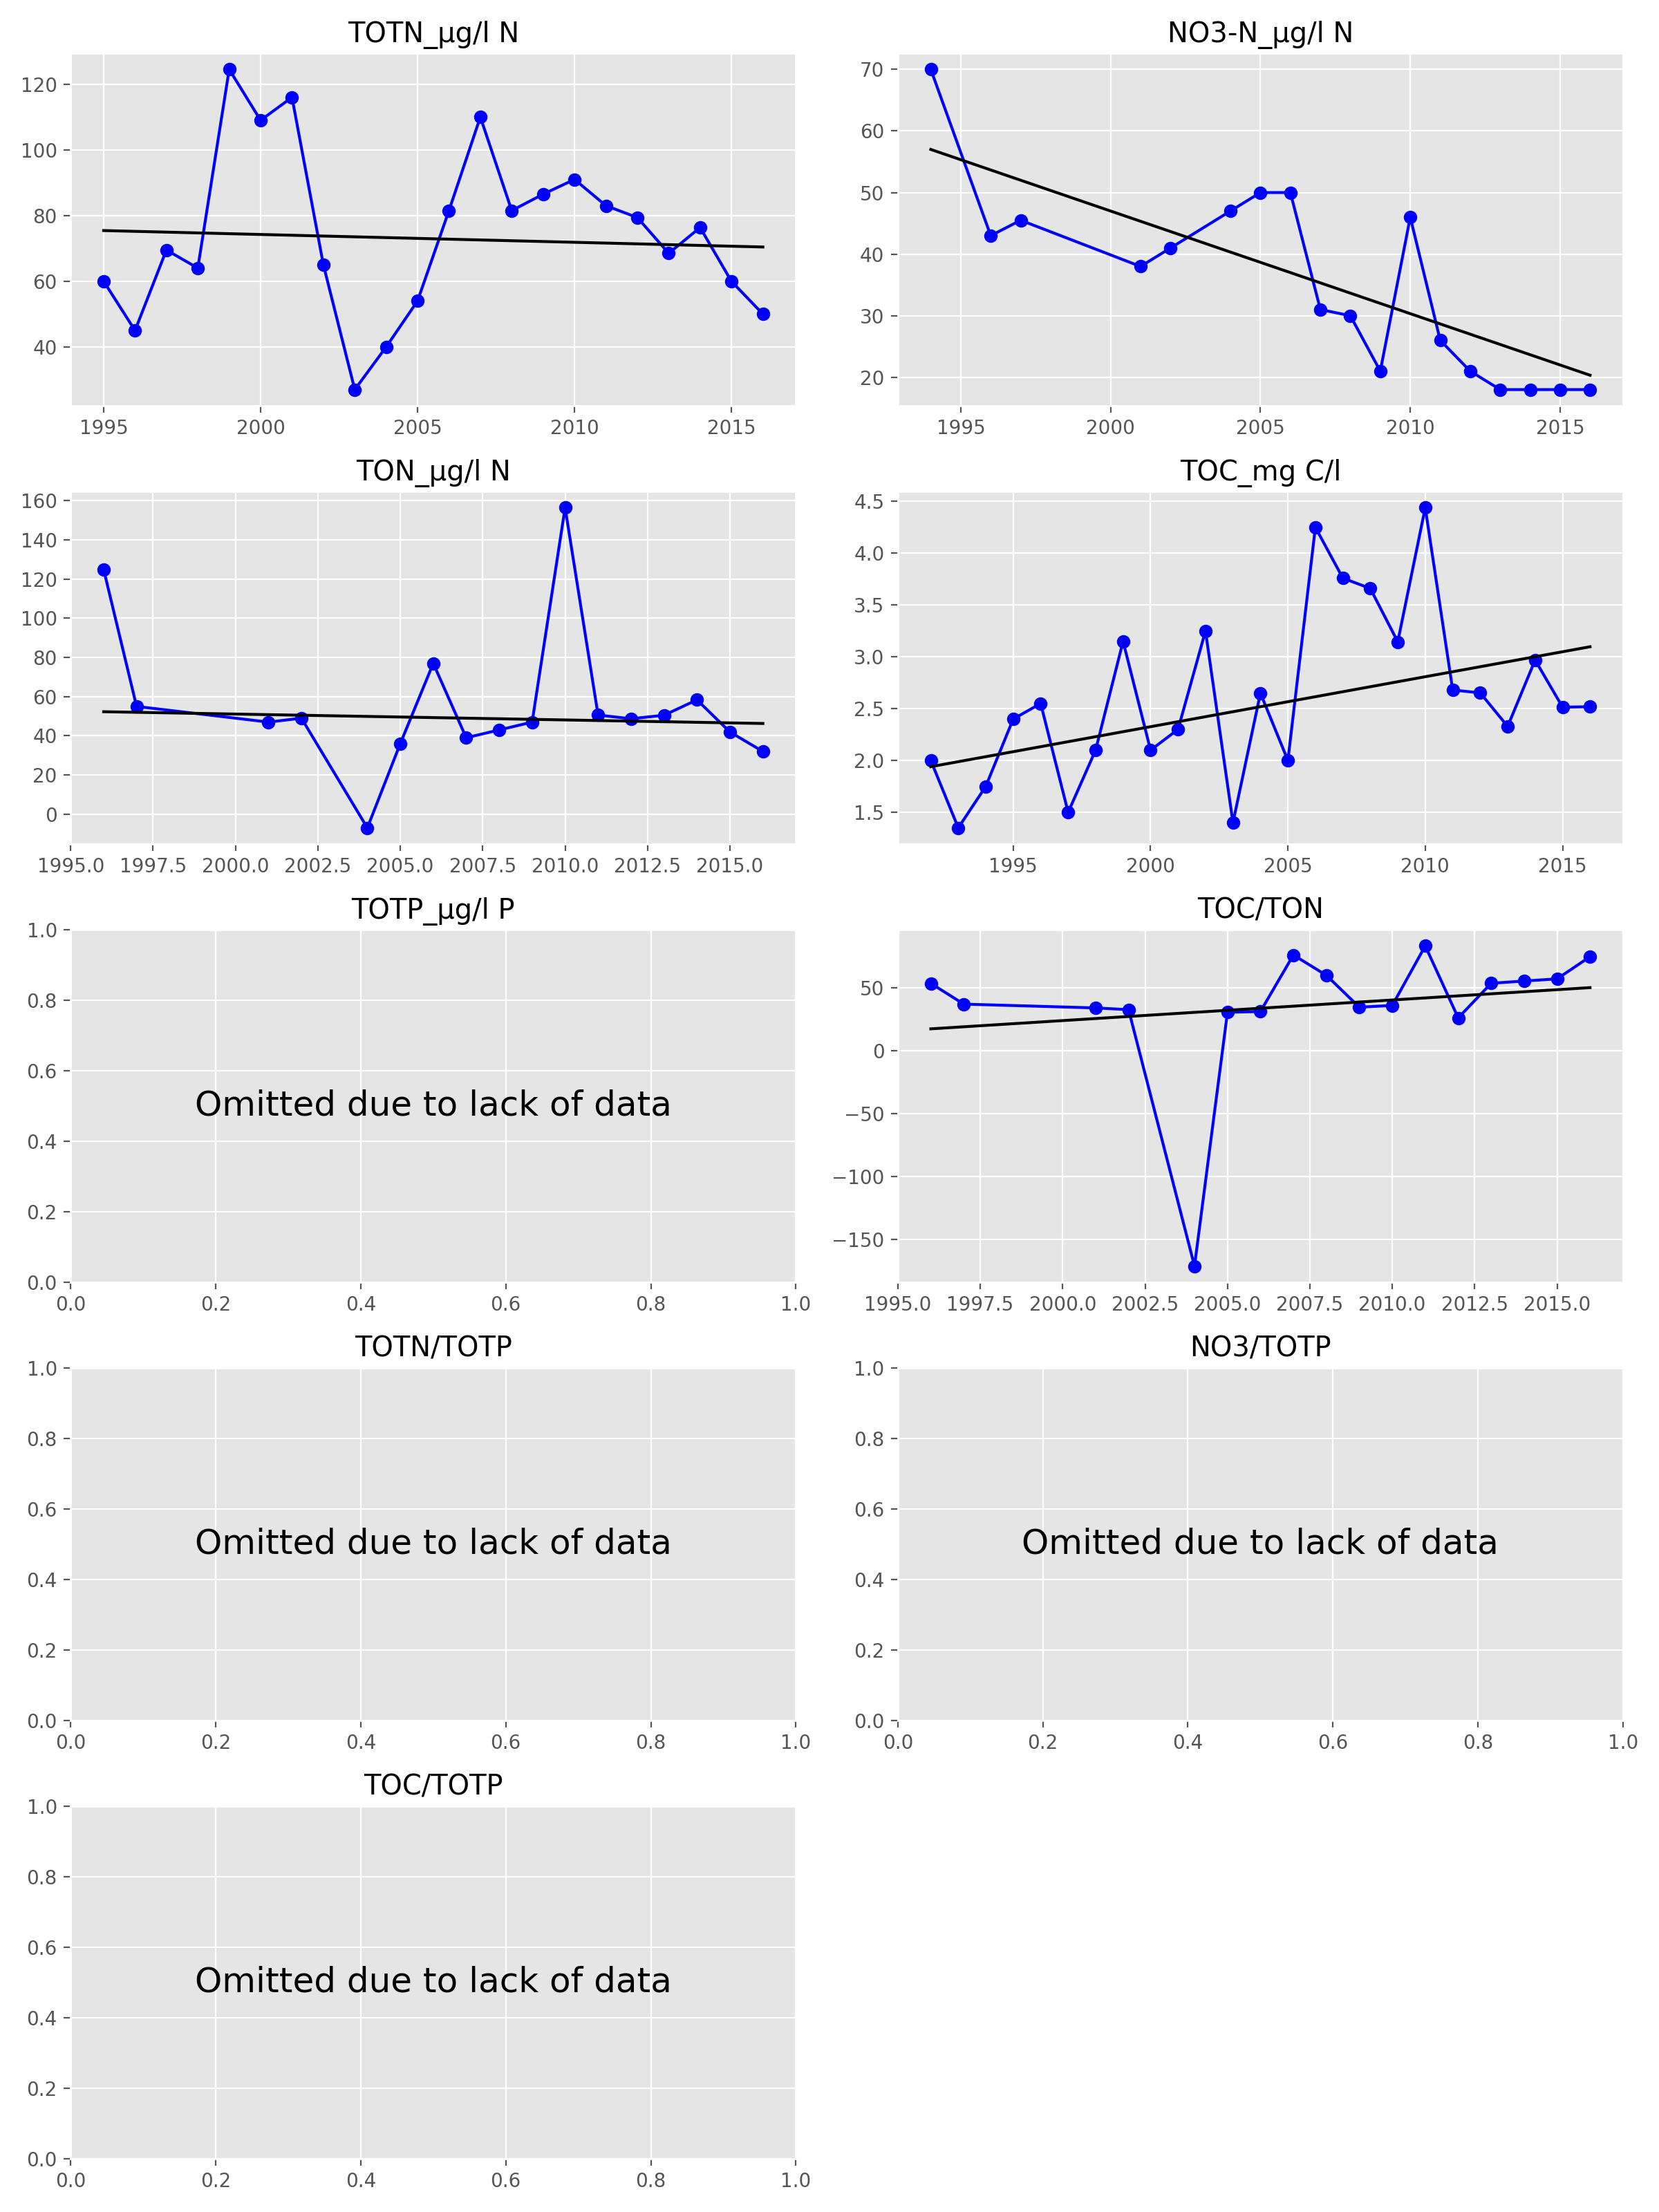 TOTN_µg/l N
120
100
80
60
40
1995 2000 2005 2010 2015
NO3-N_µg/l N
70
60
50
40
30
20
1995 2000 2005 2010 2015
TON_µg/l N
160
140
120
100
80
60
40
20
0
1995.0 1997.5 2000.0 2002.5 2005.0 2007.5 2010.0 2012.5 2015.0
TOC_mg C/l
4.5
4.0
3.5
3.0
2.5
2.0
1.5
1995 2000 2005 2010 2015
TOTP_µg/l P
1.0
0.8
0.6
Omitted due to lack of data
0.4
0.2
0.0
0.0 0.2 0.4 0.6 0.8 1.0
TOC/TON
50
0
−50
−100
−150
1995.0 1997.5 2000.0 2002.5 2005.0 2007.5 2010.0 2012.5 2015.0
TOTN/TOTP
1.0
0.8
0.6
Omitted due to lack of data
0.4
0.2
0.0
0.0 0.2 0.4 0.6 0.8 1.0
NO3/TOTP
1.0
0.8
0.6
Omitted due to lack of data
0.4
0.2
0.0
0.0 0.2 0.4 0.6 0.8 1.0
TOC/TOTP
1.0
0.8
0.6
Omitted due to lack of data
0.4
0.2
0.0
0.0 0.2 0.4 0.6 0.8 1.0